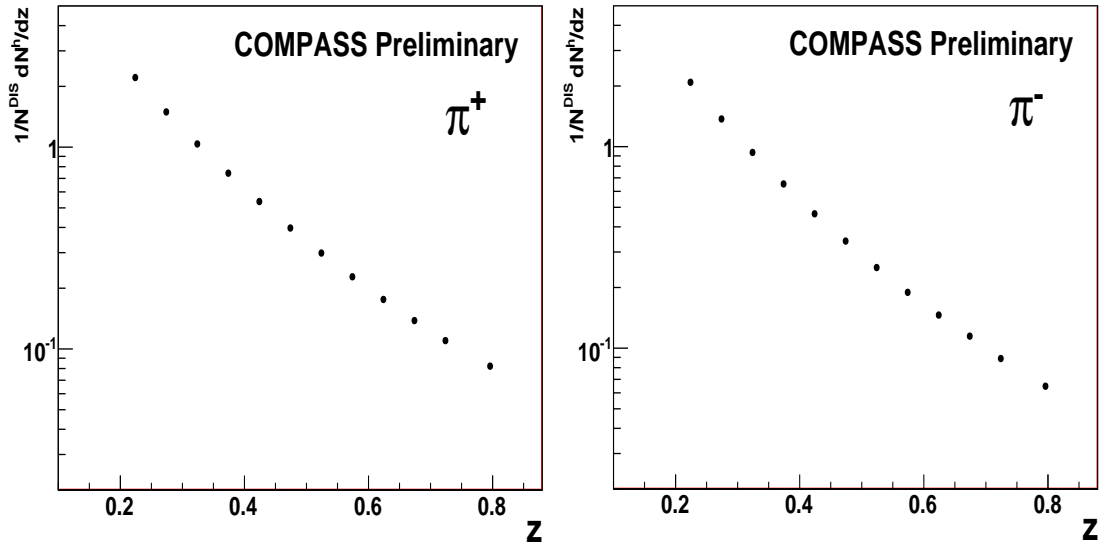 1/N^DIS dN^h/dz
COMPASS Preliminary
π+
1
10^-1
0.2 0.4 0.6 0.8
z
1/N^DIS dN^h/dz
COMPASS Preliminary
π-
1
10^-1
0.2 0.4 0.6 0.8
z